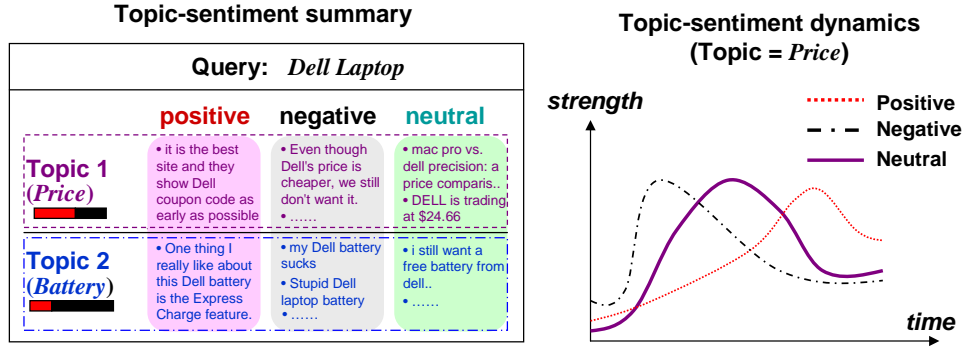 Topic-sentiment summary
Query: Dell Laptop
positive negative neutral
Topic 1
(Price)
• it is the best
site and they
show Dell
coupon code as
early as possible
• Even though
Dell's price is
cheaper, we still
don't want it.
• ……
• mac pro vs.
dell precision: a
price comparis..
• DELL is trading
at $24.66
Topic 2
(Battery)
• One thing I
really like about
this Dell battery
is the Express
Charge feature.
• my Dell battery
sucks
• Stupid Dell
laptop battery
• ……
• i still want a
free battery from
dell..
• ……
Topic-sentiment dynamics
(Topic = Price)
strength
Positive
Negative
Neutral
time